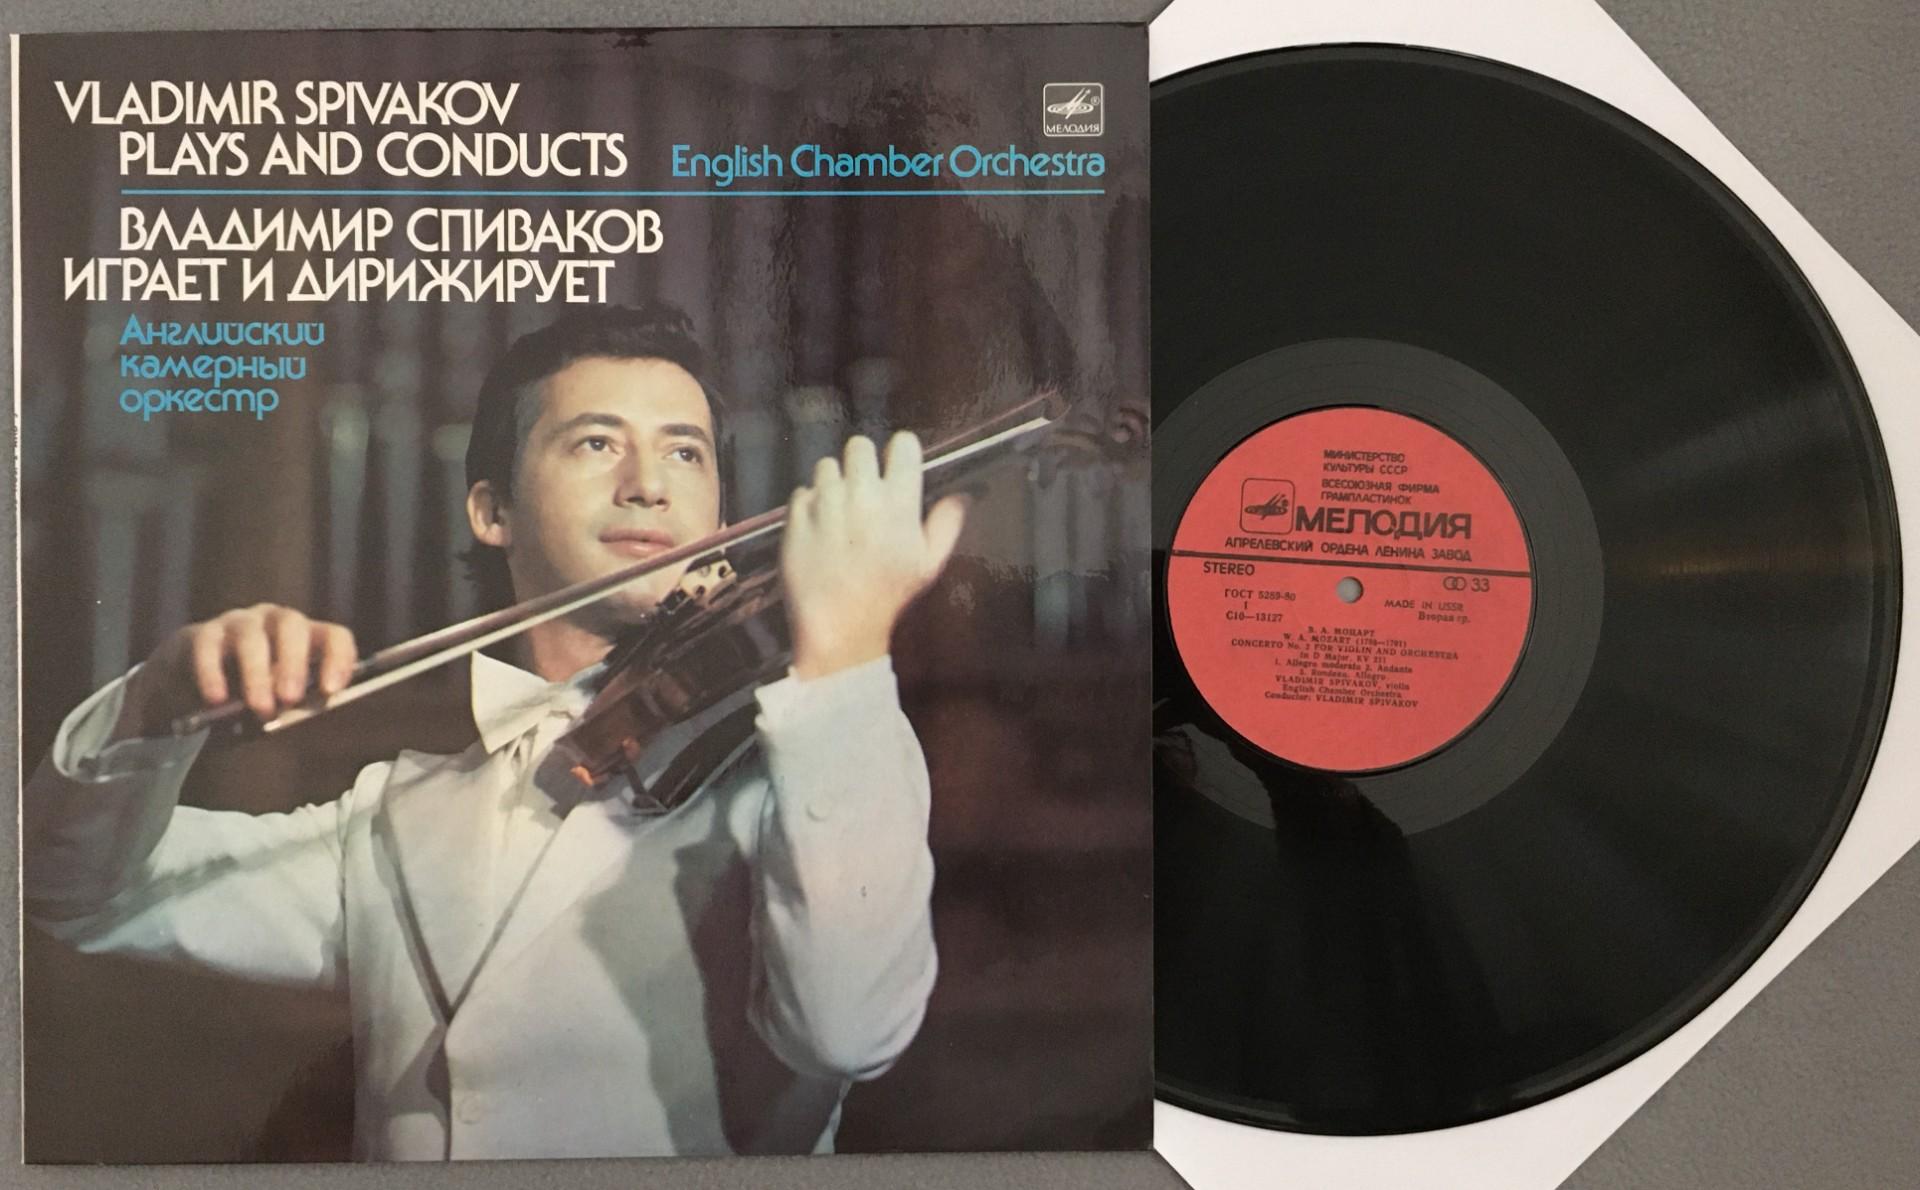 VLADIMIR SPIVAKOV
PLAYS AND CONDUCTS
English Chamber Orchestra
МЕЛОДИЯ
ВЛАДИМИР СПИВАКОВ
ИГРАЕТ И ДИРИЖИРУЕТ
Английский
камерный
оркестр
МИНИСТЕРСТВО
КУЛЬТУРЫ СССР
ВСЕСОЮЗНАЯ ФИРМА
ГРАМПЛАСТИНОК
МЕЛОДИЯ
АПРЕЛЕВСКИЙ ОРДЕНА ЛЕНИНА ЗАВОД
STEREO
33
ГОСТ 5289-80
MADE IN USSR
I
Вторая гр.
С10—13127
В. А. МОЦАРТ
W. A. MOZART (1756—1791)
CONCERTO No. 2 FOR VIOLIN AND ORCHESTRA
in D Major, KV 211
1. Allegro moderato 2. Andante
3. Rondeau. Allegro
VLADIMIR SPIVAKOV, violin
English Chamber Orchestra
Conductor: VLADIMIR SPIVAKOV